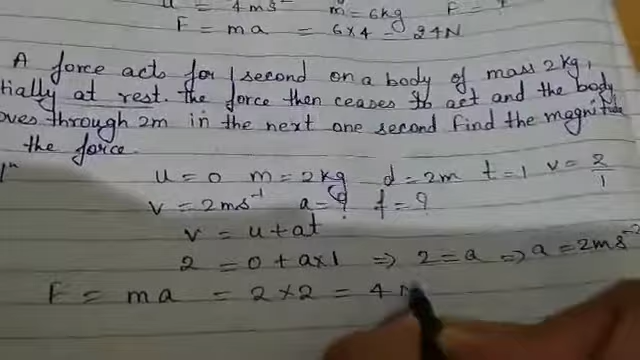 u = 4ms⁻ m = 6kg F = ?
F = ma = 6×4 = 24N
A force acts for 1 second on a body of mass 2kg,
tially at rest. The force then ceases to act and the body
oves through 2m in the next one second find the magnitude
the force.
u = 0 m = 2kg d = 2m t = 1 v = 2/1
v = 2ms⁻¹ a = ? f = ?
v = u + at
2 = 0 + a×1 ⇒ 2 = a ⇒ a = 2ms⁻²
F = ma = 2×2 = 4N